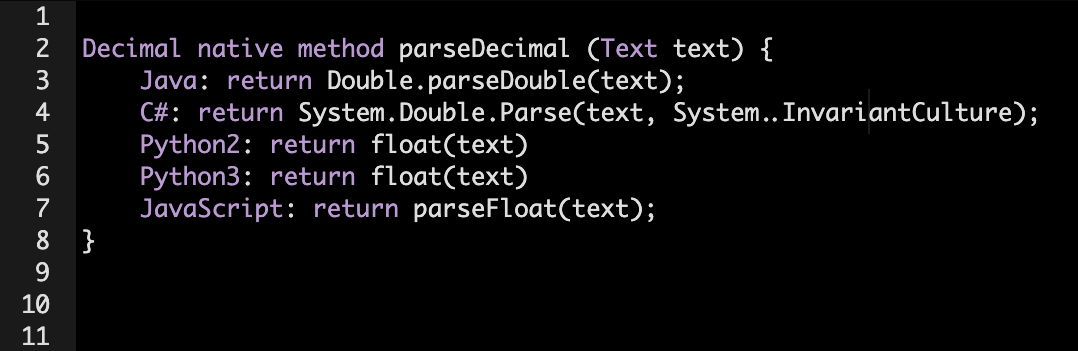 1
2 Decimal native method parseDecimal (Text text) {
3     Java: return Double.parseDouble(text);
4     C#: return System.Double.Parse(text, System..InvariantCulture);
5     Python2: return float(text)
6     Python3: return float(text)
7     JavaScript: return parseFloat(text);
8 }
9
10
11